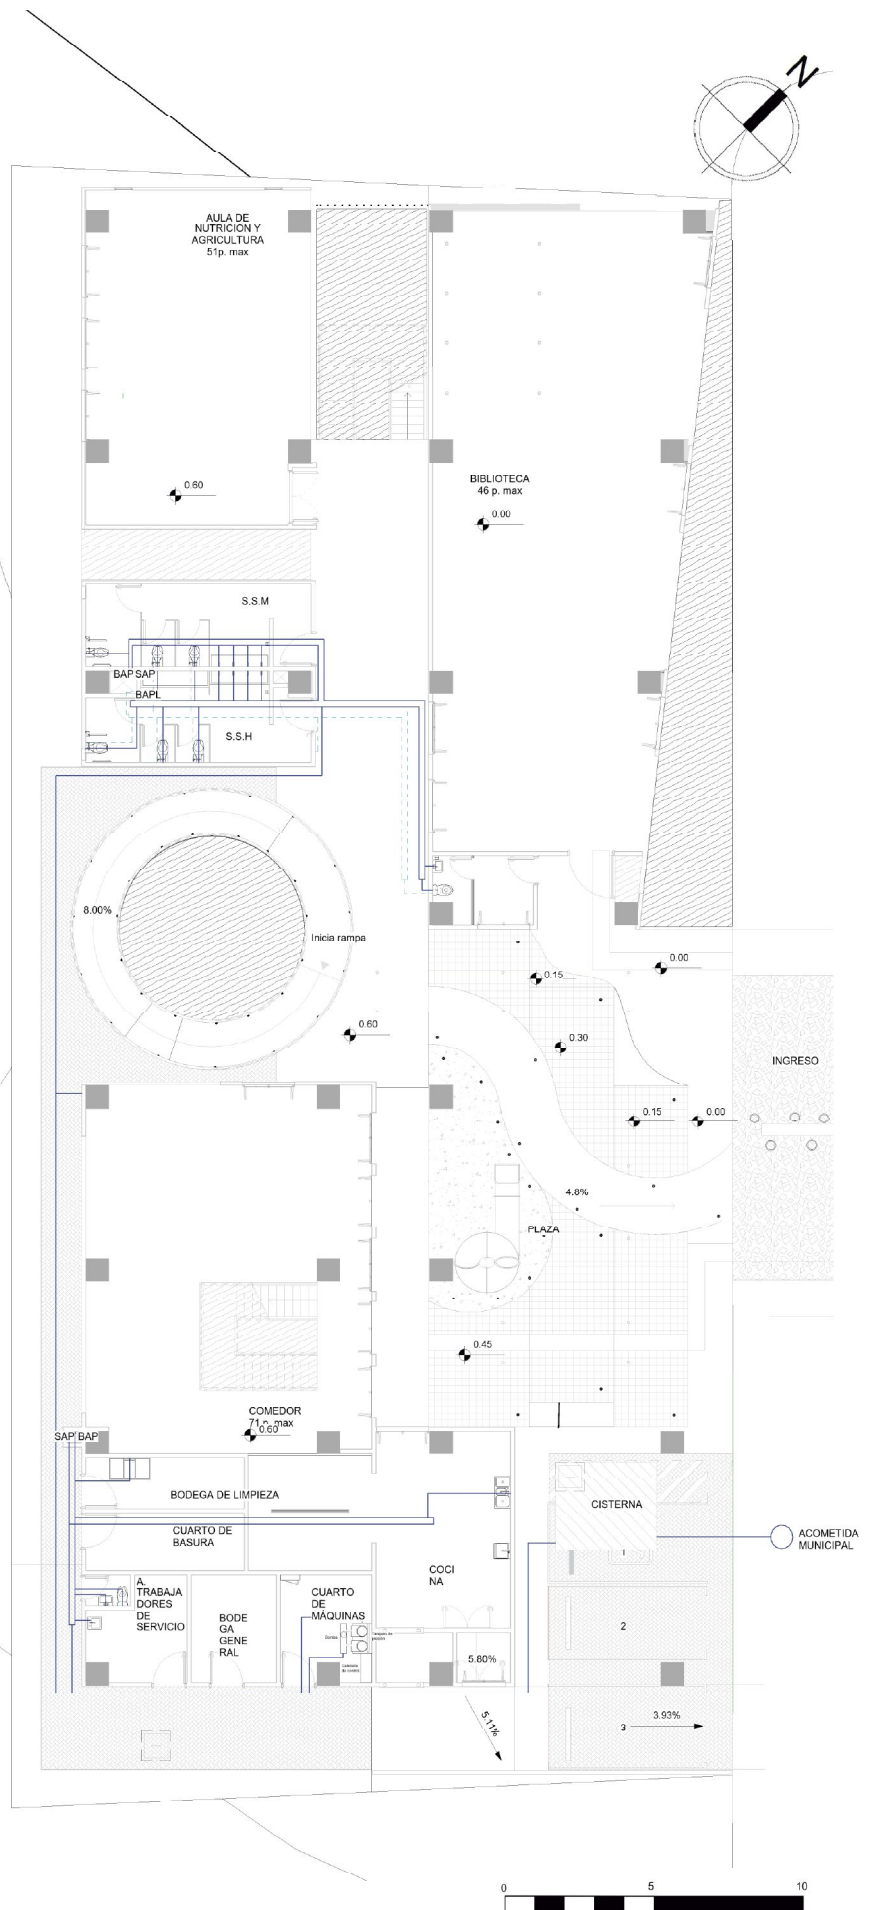 N
AULA DE
NUTRICION Y
AGRICULTURA
51p. max
0.60
BIBLIOTECA
46 p. max
0.00
S.S.M
BAP SAP
BAPL
S.S.H
8.00%
Inicia rampa
0.60
0.15
0.00
0.30
INGRESO
0.15
0.00
4.8%
PLAZA
0.45
COMEDOR
71 p. max
0.60
SAP BAP
BODEGA DE LIMPIEZA
CUARTO DE
BASURA
CISTERNA
ACOMETIDA
MUNICIPAL
1
COCI
NA
A.
TRABAJA
DORES
DE
SERVICIO
BODE
GA
GENE
RAL
CUARTO
DE
MÁQUINAS
2
5.80%
5.11%
3
3.93%
0
5
10